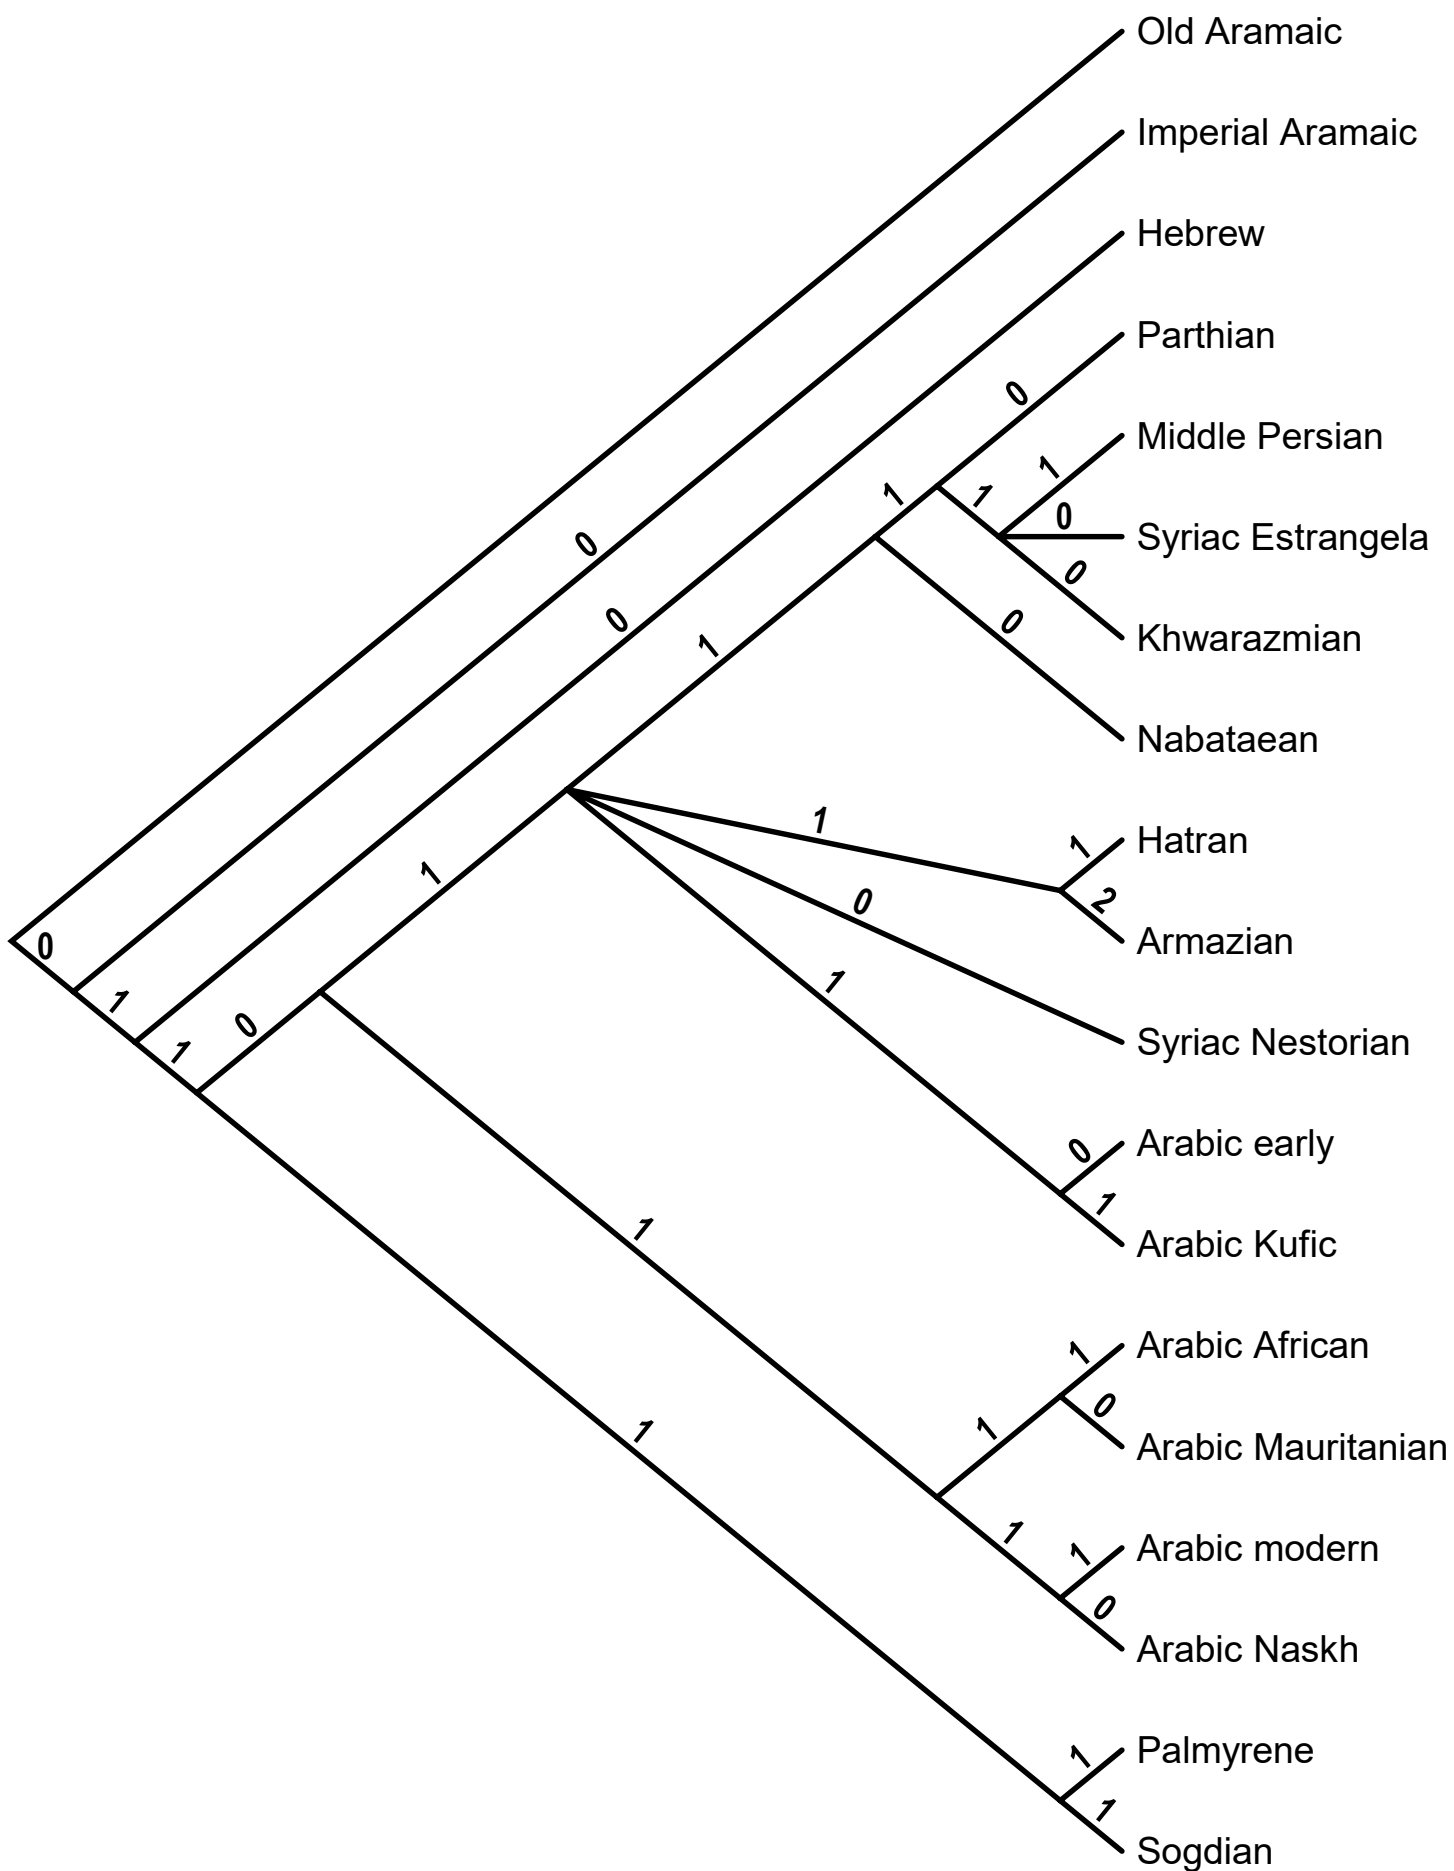 Old Aramaic
Imperial Aramaic
Hebrew
Parthian
0
Middle Persian
1
1
1
Syriac Estrangela
0
0
0
Khwarazmian
0
0
1
Nabataean
Hatran
1
1
Armazian
2
1
0
0
Syriac Nestorian
1
1
0
1
Arabic early
0
Arabic Kufic
1
1
Arabic African
1
Arabic Mauritanian
0
1
1
Arabic modern
1
1
Arabic Naskh
0
Palmyrene
1
Sogdian
1